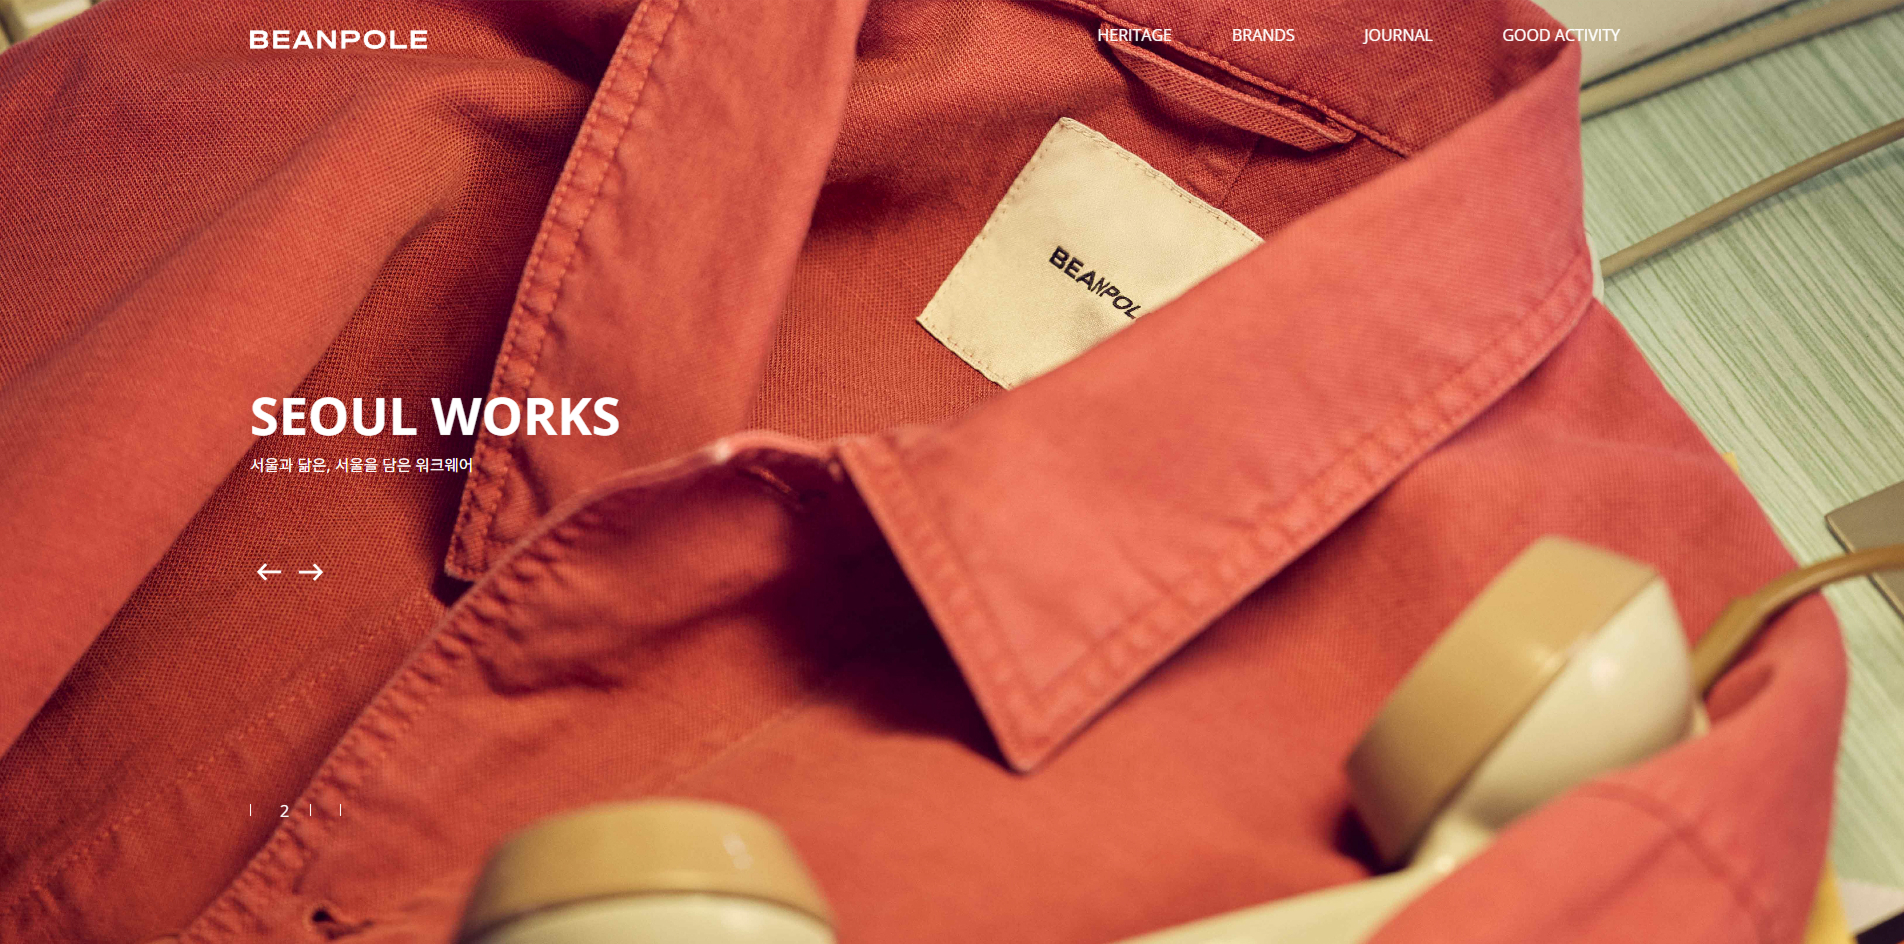 BEANPOLE
HERITAGE
BRANDS
JOURNAL
GOOD ACTIVITY
BEANPOL
SEOUL WORKS
서울과 닮은, 서울을 담은 워크웨어
2